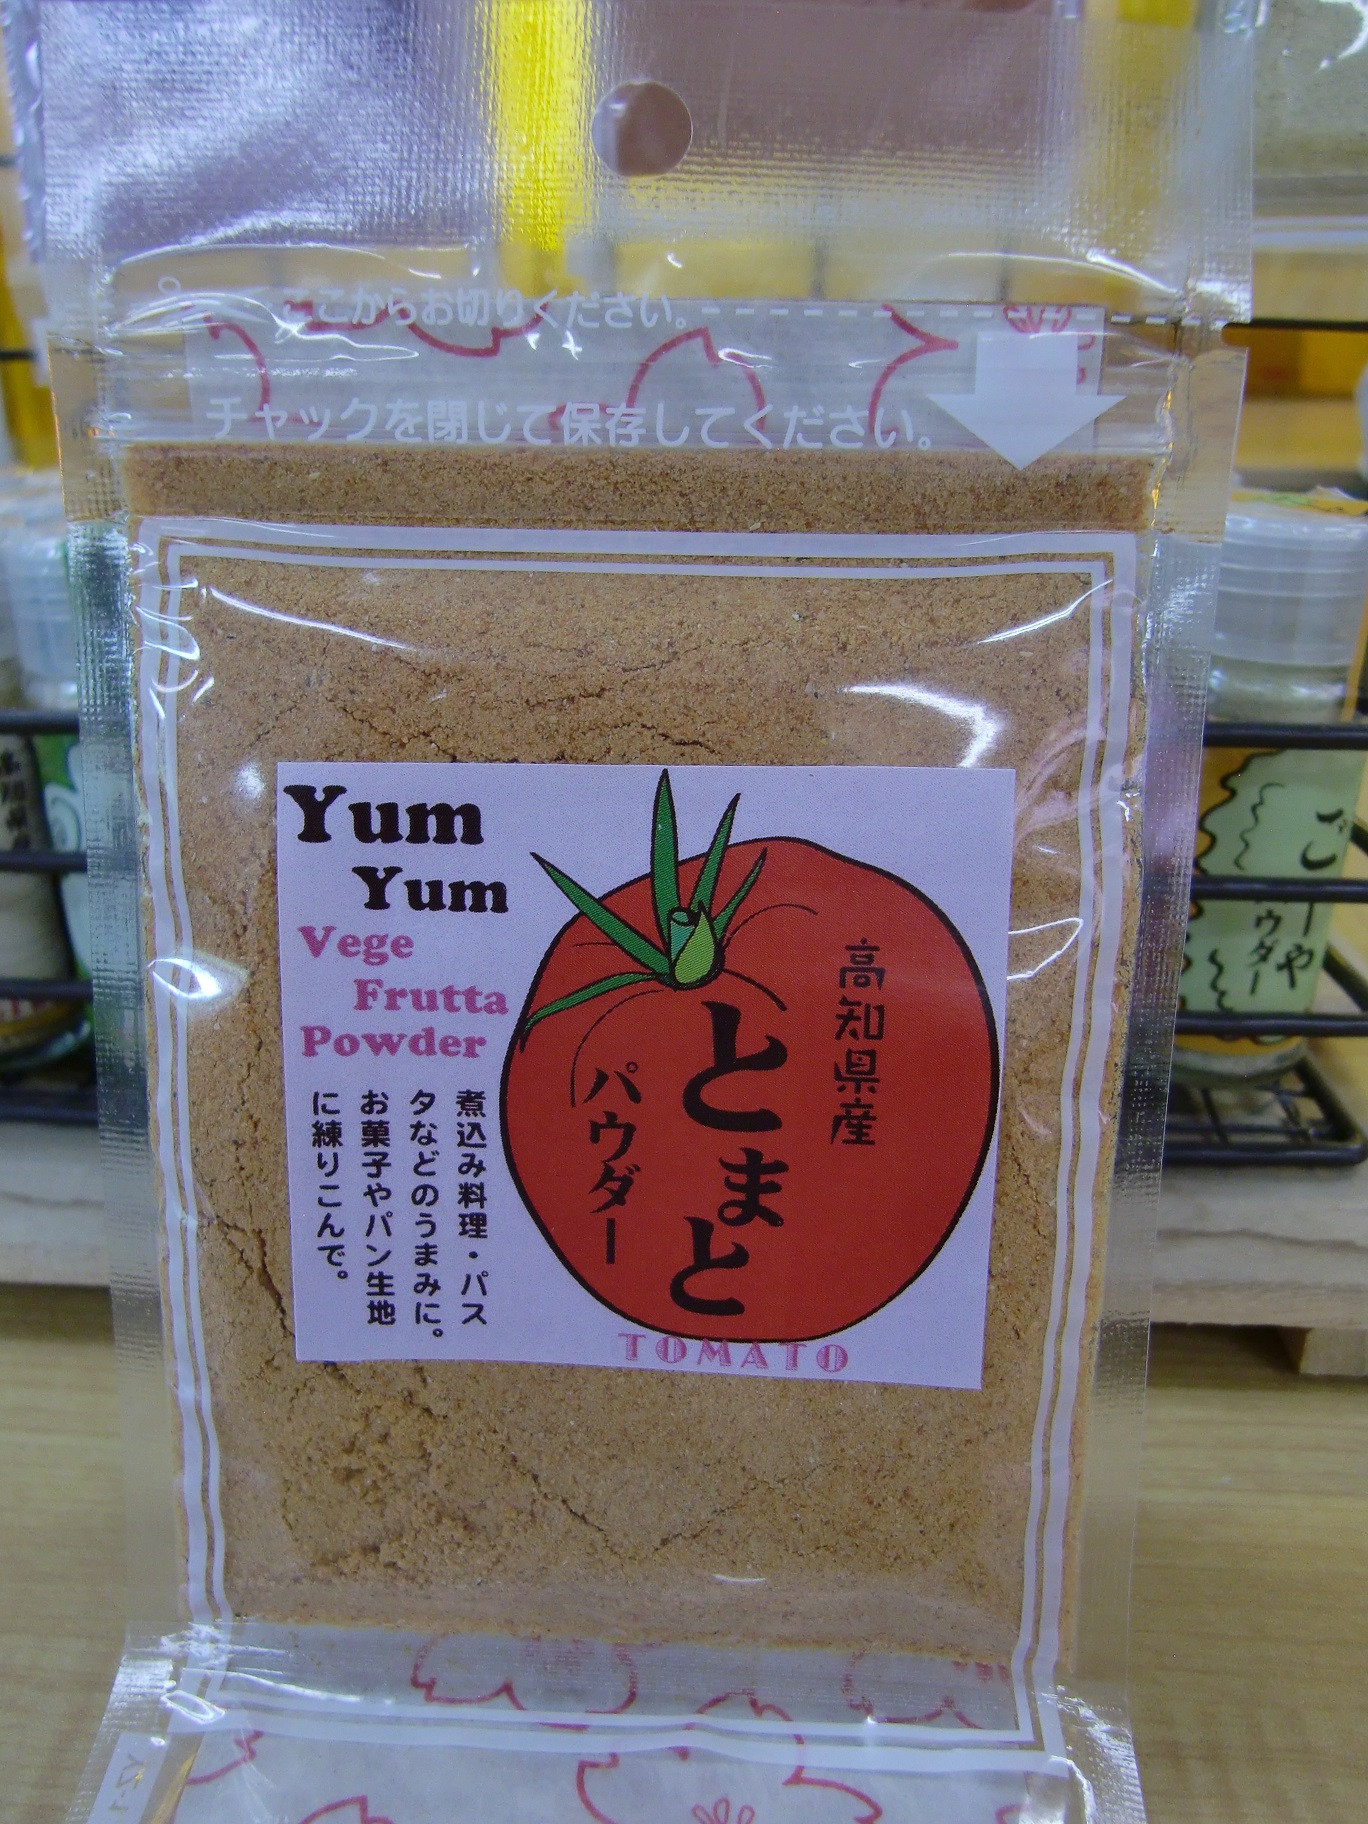 ここからお切りください。
チャックを閉じて保存してください。
Yum
Yum
Vege
Frutta
Powder
高知県産
とまと
パウダー
煮込み料理・パス
タなどのうまみに。
お菓子やパン生地
に練りこんで。
TOMATO